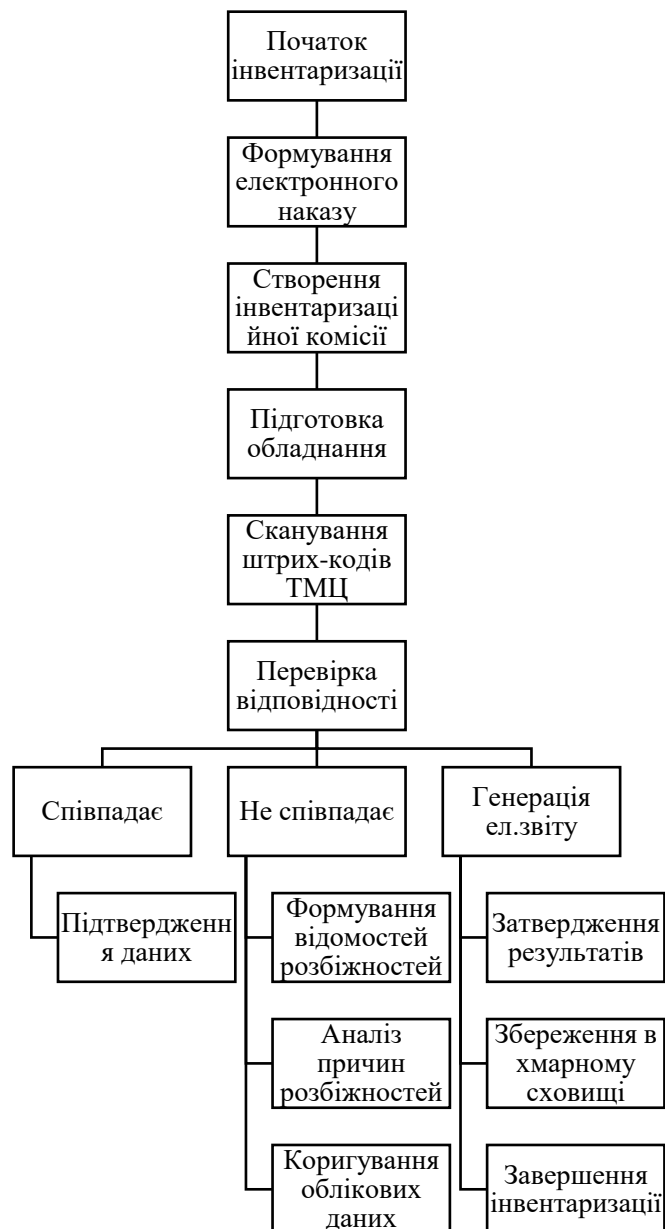 Початок
інвентаризації
Формування
електронного
наказу
Створення
інвентаризаці
йної комісії
Підготовка
обладнання
Сканування
штрих-кодів
ТМЦ
Перевірка
відповідності
Співпадає
Підтвердженн
я даних
Не співпадає
Формування
відомостей
розбіжностей
Аналіз
причин
розбіжностей
Коригування
облікових
даних
Генерація
ел.звіту
Затвердження
результатів
Збереження в
хмарному
сховищі
Завершення
інвентаризації